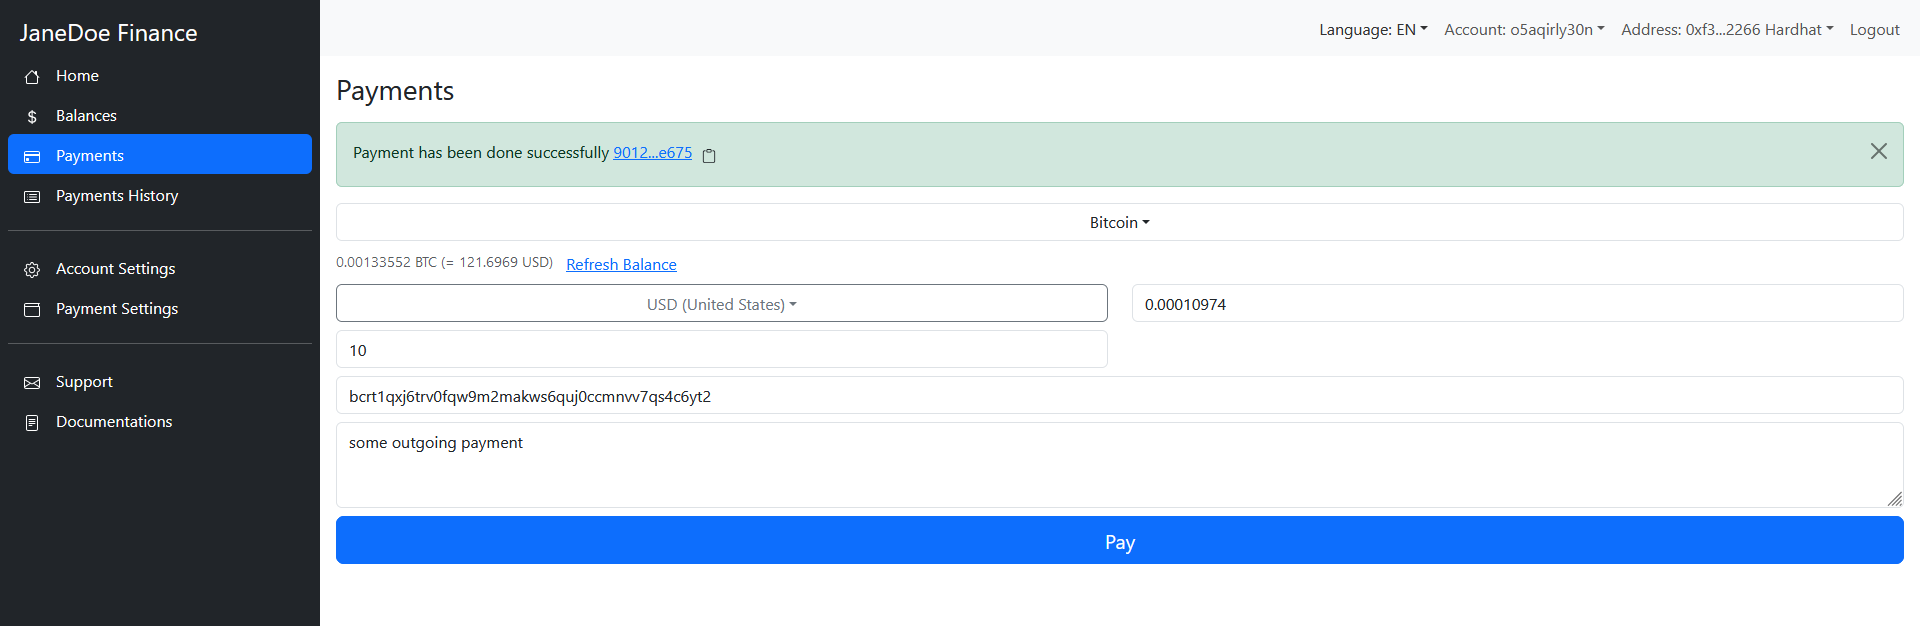 JaneDoe Finance
Home
Balances
Payments
Payments History
Account Settings
Payment Settings
Support
Documentations
Language: EN Account: o5aqirly30n Address: 0xf3...2266 Hardhat Logout
Payments
Payment has been done successfully 9012...e675
Bitcoin
0.00133552 BTC (= 121.6969 USD) Refresh Balance
USD (United States) 0.00010974
10
bcrt1qxj6trv0fqw9m2makws6quj0ccmnvv7qs4c6yt2
some outgoing payment
Pay